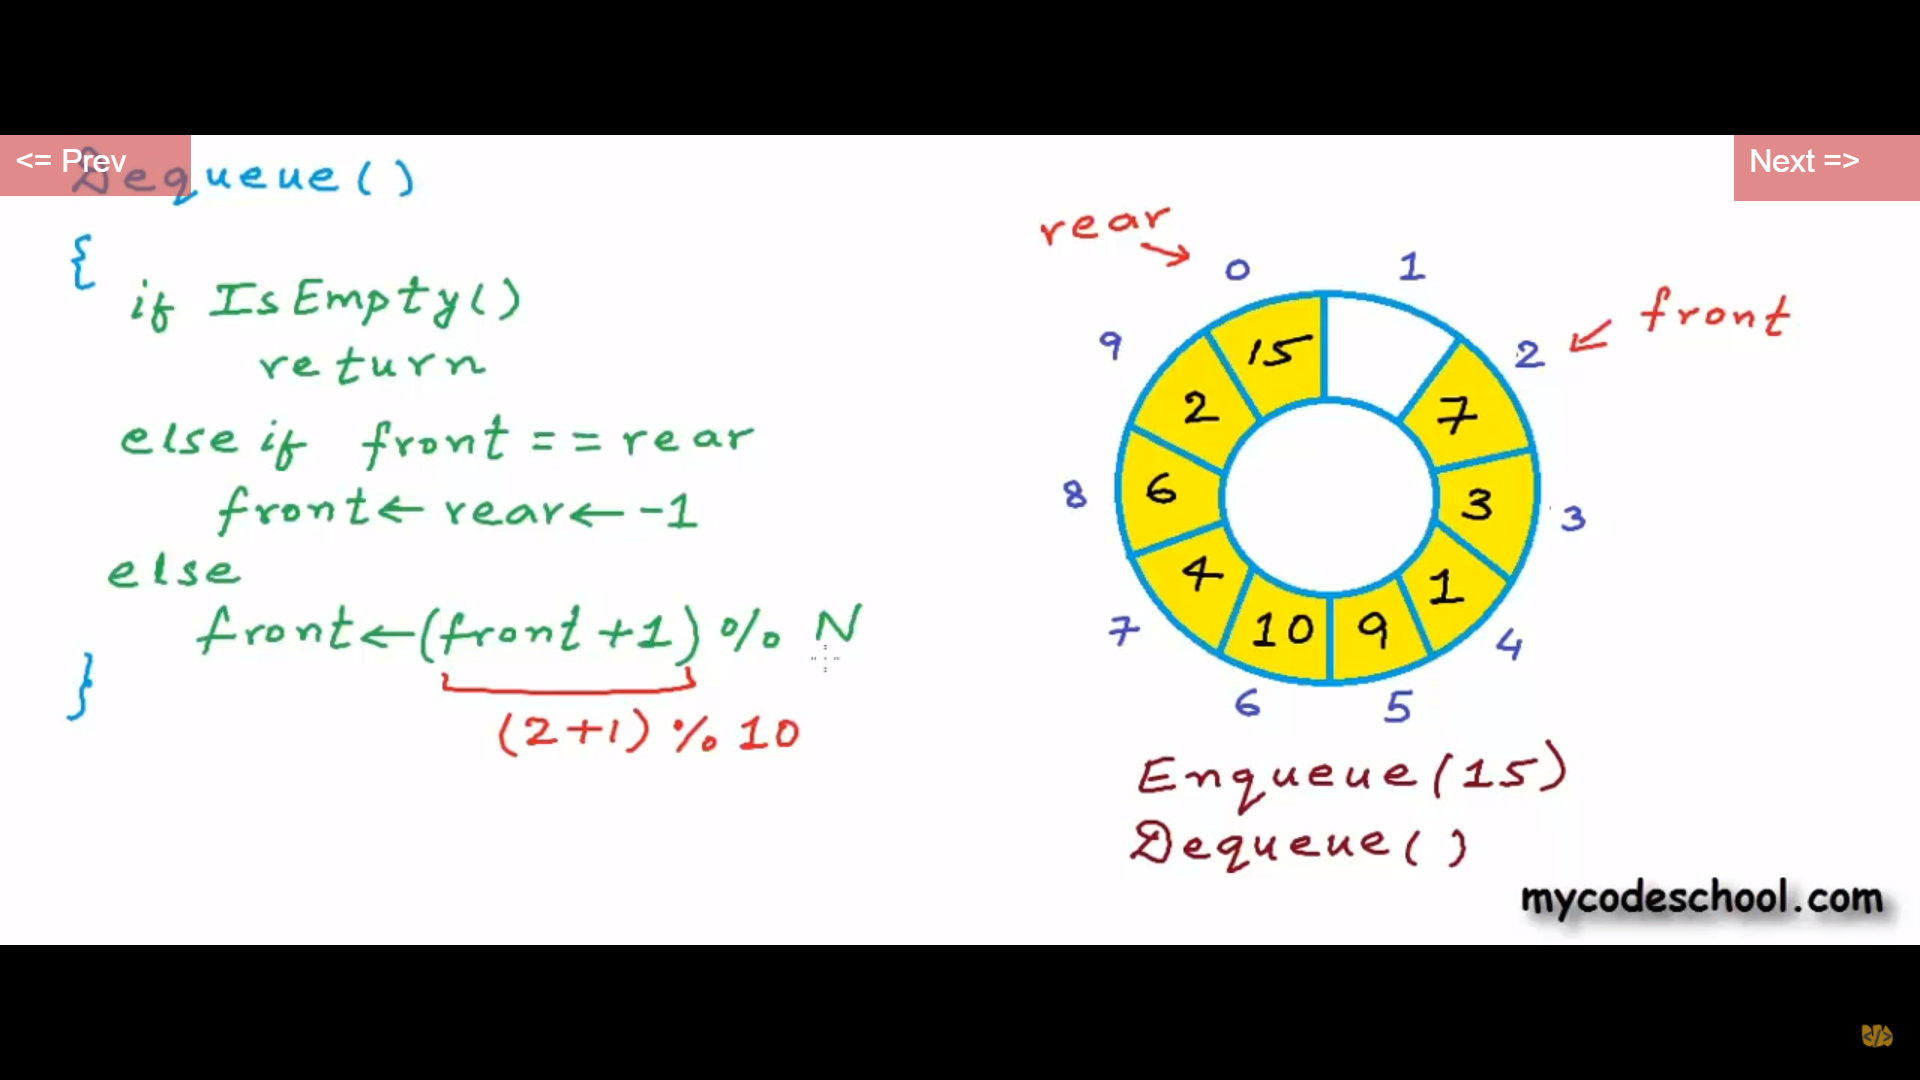 <= Prev
Next =>
Dequeue()
{
if IsEmpty()
return
else if front == rear
front ← rear ← -1
else
front ← (front +1) % N
}
(2+1) % 10
rear
front
0
1
2
3
4
5
6
7
8
9
15
7
3
1
9
10
4
6
2
Enqueue(15)
Dequeue()
mycodeschool.com